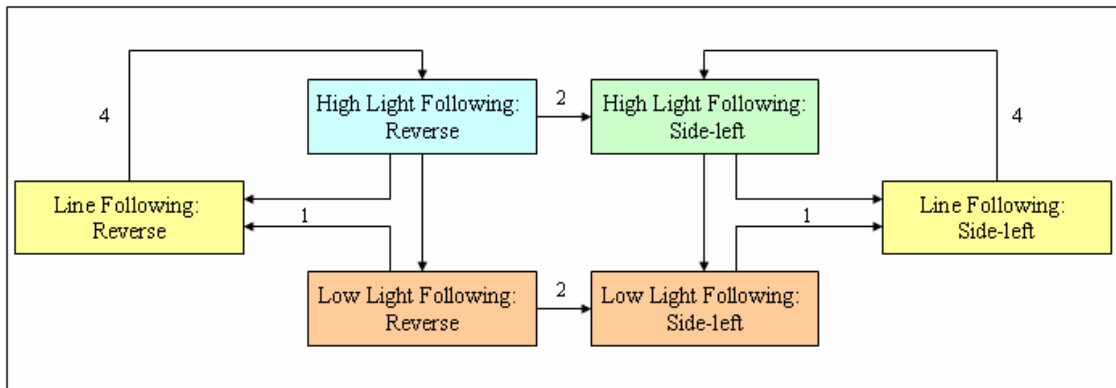 4
High Light Following:
Reverse
2
High Light Following:
Side-left
4
Line Following:
Reverse
1
1
Line Following:
Side-left
Low Light Following:
Reverse
2
Low Light Following:
Side-left